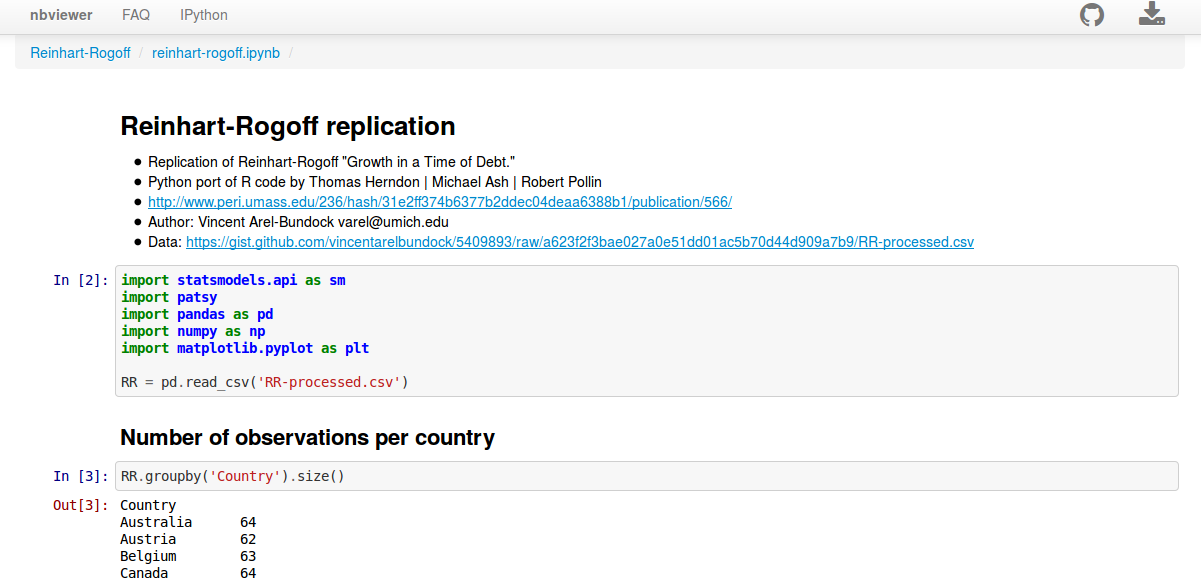 nbviewer FAQ IPython
Reinhart-Rogoff / reinhart-rogoff.ipynb /
Reinhart-Rogoff replication
● Replication of Reinhart-Rogoff "Growth in a Time of Debt."
● Python port of R code by Thomas Herndon | Michael Ash | Robert Pollin
● http://www.peri.umass.edu/236/hash/31e2ff374b6377b2ddec04deaa6388b1/publication/566/
● Author: Vincent Arel-Bundock varel@umich.edu
● Data: https://gist.github.com/vincentarelbundock/5409893/raw/a623f2f3bae027a0e51dd01ac5b70d44d909a7b9/RR-processed.csv
In [2]: import statsmodels.api as sm
import patsy
import pandas as pd
import numpy as np
import matplotlib.pyplot as plt
RR = pd.read_csv('RR-processed.csv')
Number of observations per country
In [3]: RR.groupby('Country').size()
Out[3]: Country
Australia 64
Austria 62
Belgium 63
Canada 64